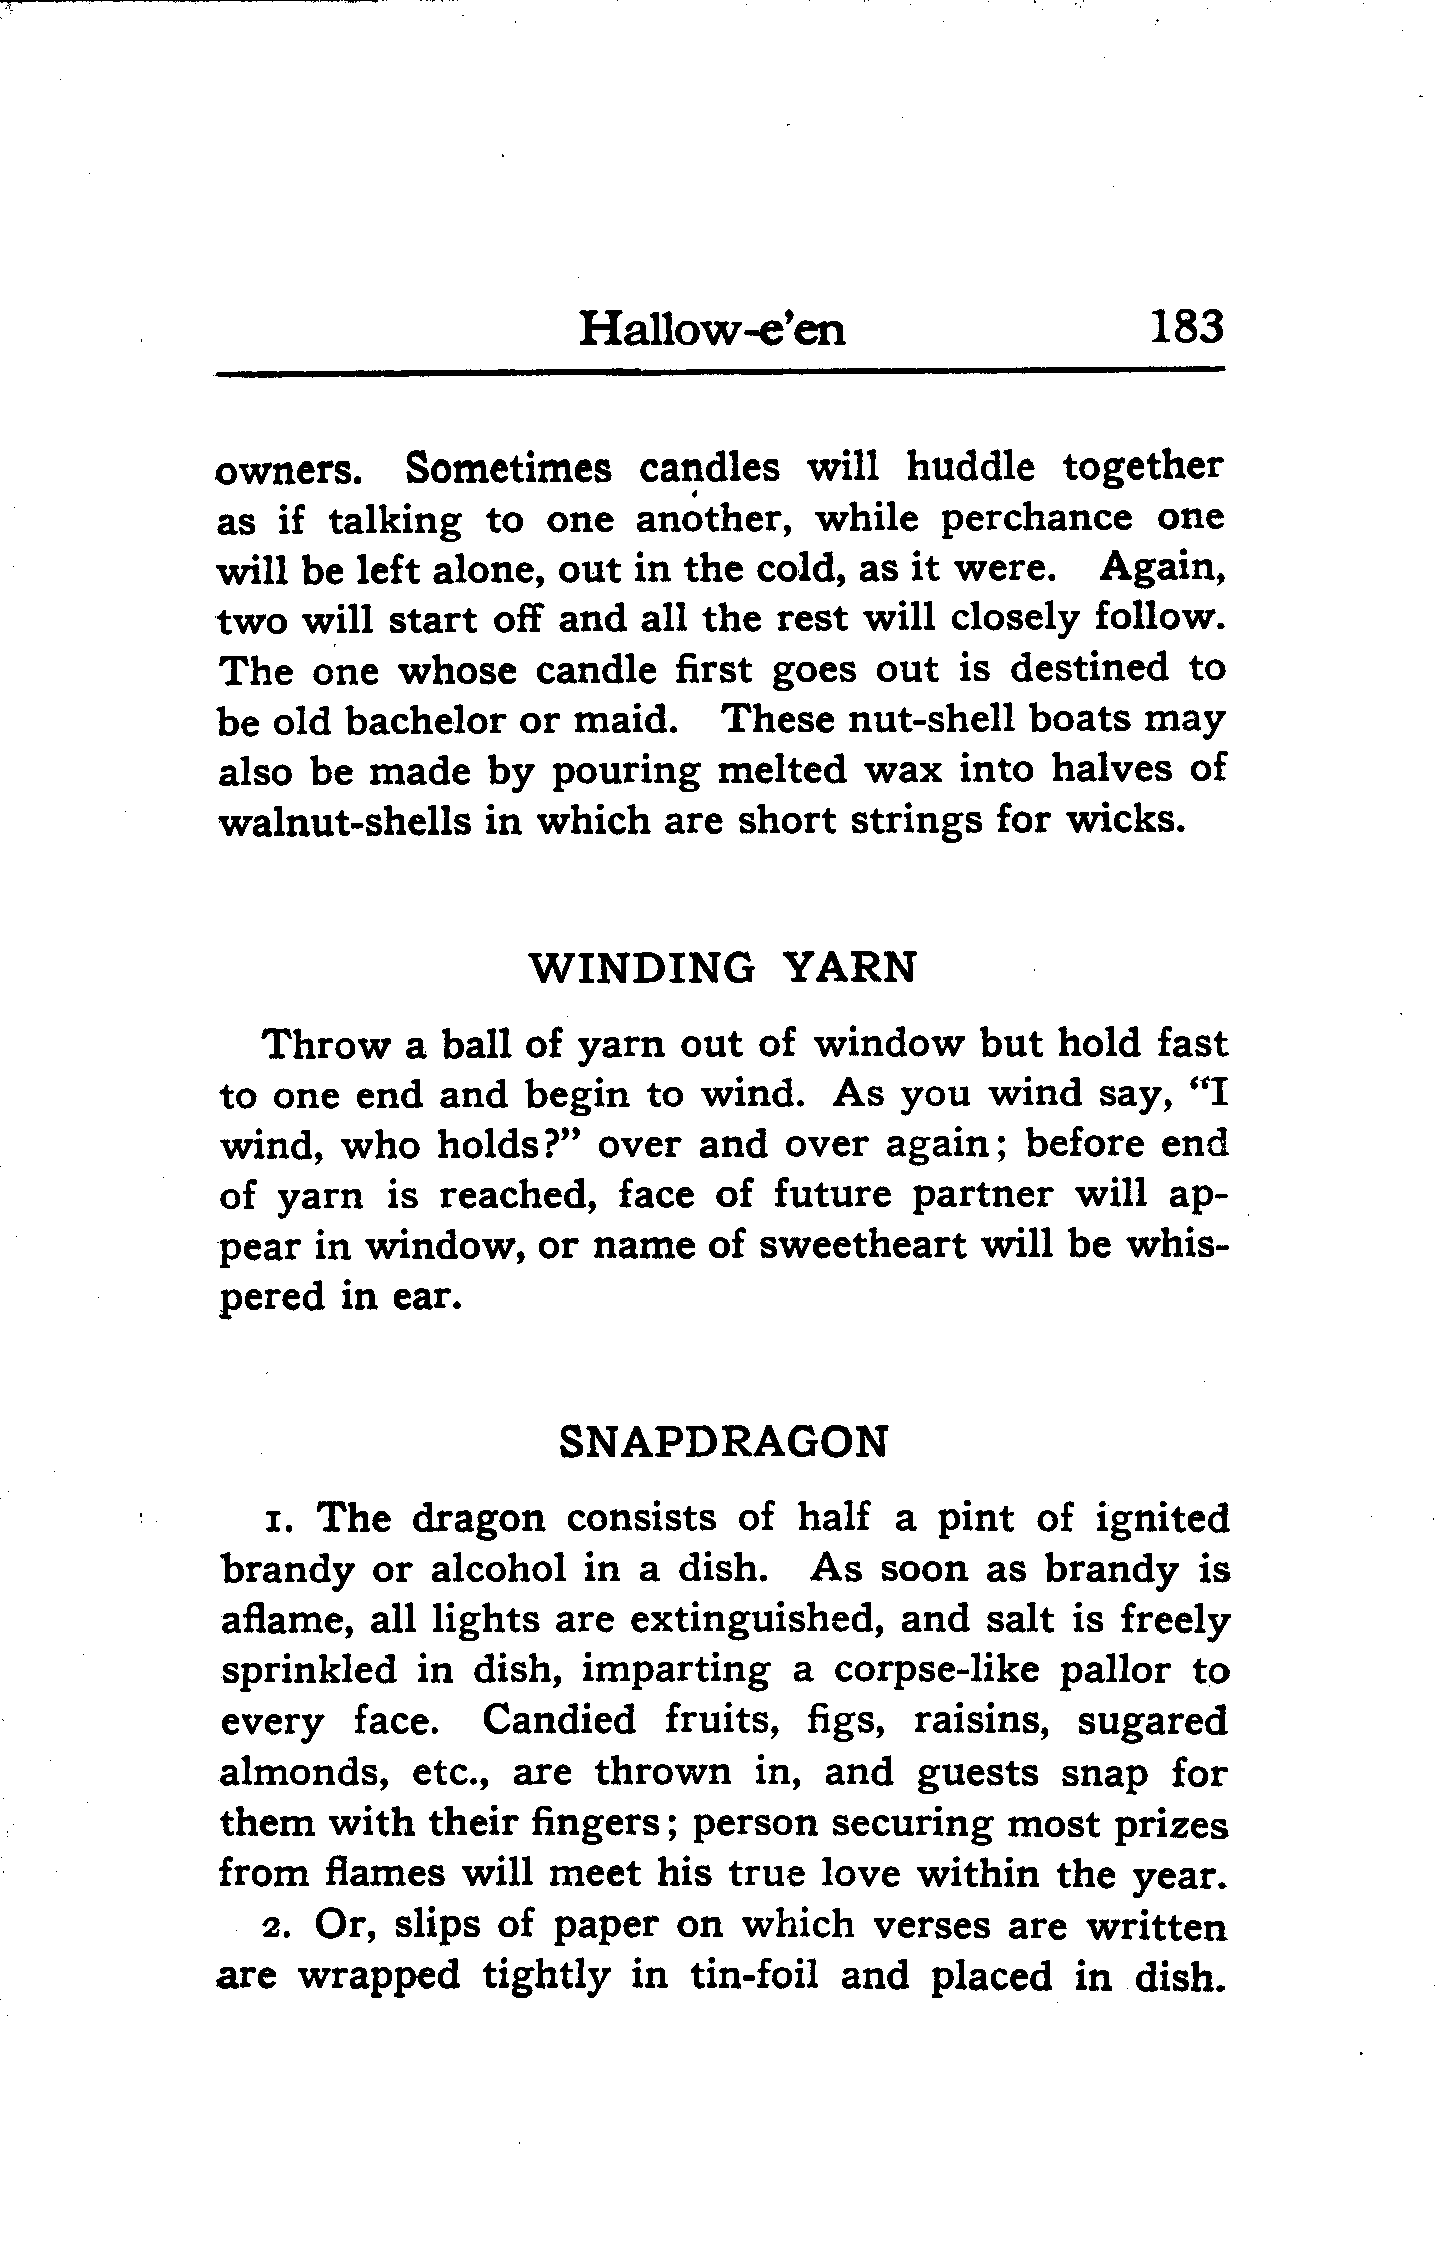 Hallow-e'en 183
owners. Sometimes candles will huddle together
as if talking to one another, while perchance one
will be left alone, out in the cold, as it were. Again,
two will start off and all the rest will closely follow.
The one whose candle first goes out is destined to
be old bachelor or maid. These nut-shell boats may
also be made by pouring melted wax into halves of
walnut-shells in which are short strings for wicks.
WINDING YARN
Throw a ball of yarn out of window but hold fast
to one end and begin to wind. As you wind say, "I
wind, who holds?" over and over again; before end
of yarn is reached, face of future partner will ap-
pear in window, or name of sweetheart will be whis-
pered in ear.
SNAPDRAGON
1. The dragon consists of half a pint of ignited
brandy or alcohol in a dish. As soon as brandy is
aflame, all lights are extinguished, and salt is freely
sprinkled in dish, imparting a corpse-like pallor to
every face. Candied fruits, figs, raisins, sugared
almonds, etc., are thrown in, and guests snap for
them with their fingers; person securing most prizes
from flames will meet his true love within the year.
2. Or, slips of paper on which verses are written
are wrapped tightly in tin-foil and placed in dish.